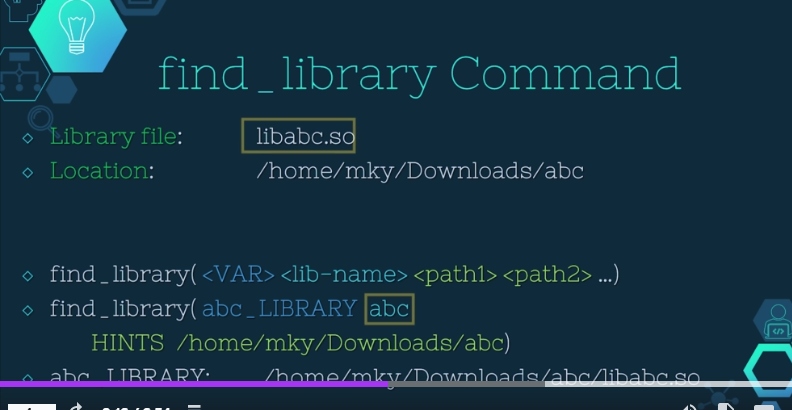 find_library Command
Library file: libabc.so
Location: /home/mky/Downloads/abc
find_library( <VAR> <lib-name> <path1> <path2> ...)
find_library( abc_LIBRARY abc
HINTS /home/mky/Downloads/abc)
abc_LIBRARY: /home/mky/Downloads/abc/libabc.so